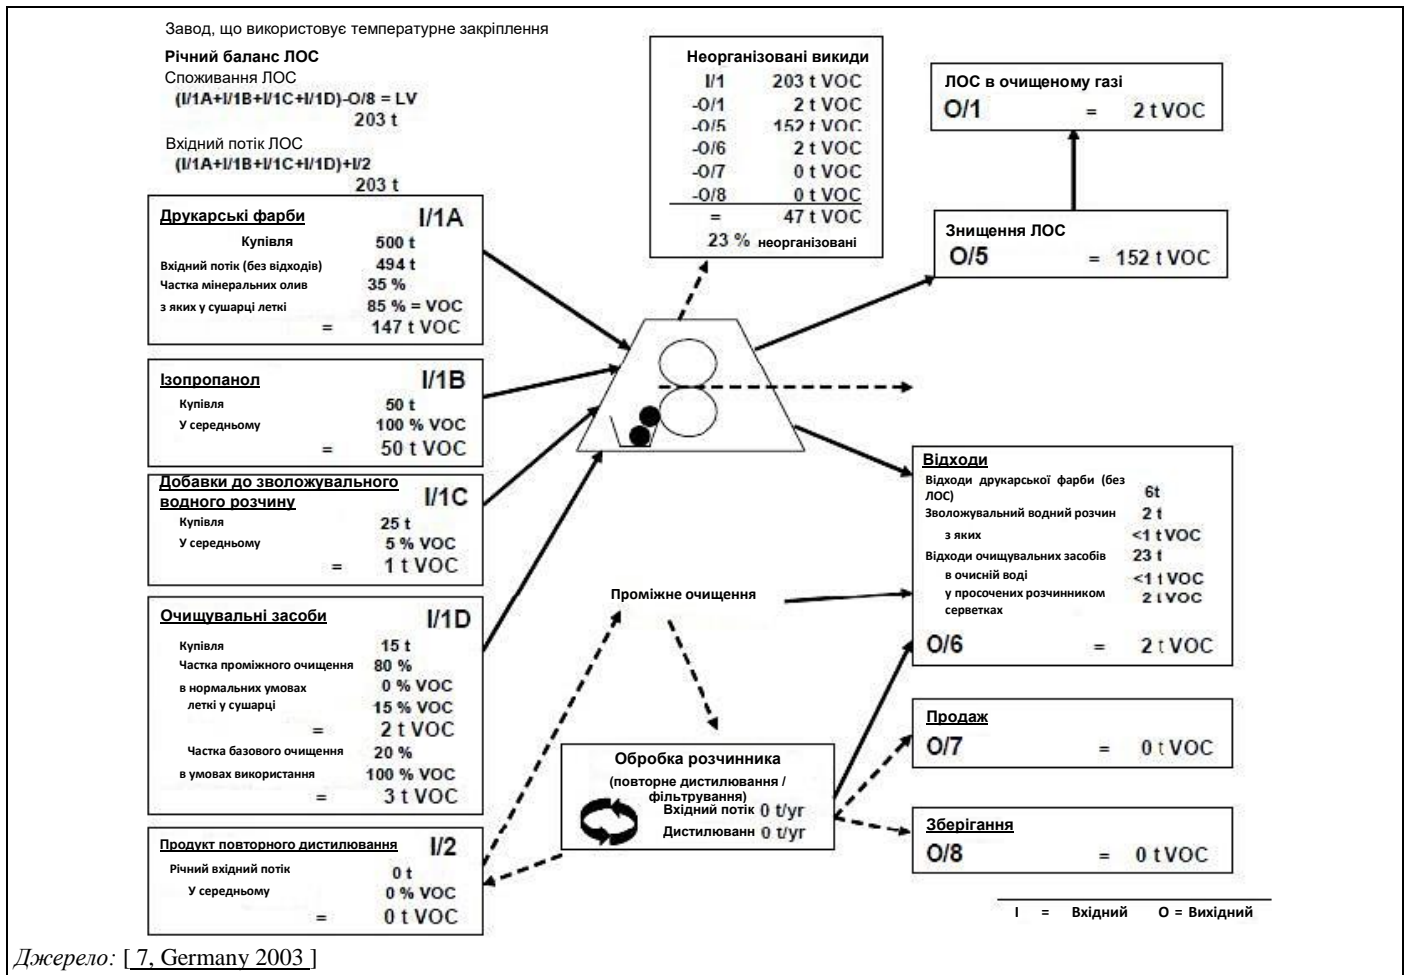 Завод, що використовує температурне закріплення
Річний баланс ЛОС
Споживання ЛОС
(I/1A+I/1B+I/1C+I/1D)-O/8 = LV
203 t
Вхідний потік ЛОС
(I/1A+I/1B+I/1C+I/1D)+I/2
203 t
Друкарські фарби I/1A
Купівля 500 t
Вхідний потік (без відходів) 494 t
Частка мінеральних олив 35 %
з яких у сушарці леткі 85 % = VOC
= 147 t VOC
Ізопропанол I/1B
Купівля 50 t
У середньому 100 % VOC
= 50 t VOC
Добавки до зволожувального
водного розчину I/1C
Купівля 25 t
У середньому 5 % VOC
= 1 t VOC
Очищувальні засоби I/1D
Купівля 15 t
Частка проміжного очищення 80 %
в нормальних умовах 0 % VOC
леткі у сушарці 15 % VOC
= 2 t VOC
Частка базового очищення 20 %
в умовах використання 100 % VOC
= 3 t VOC
Продукт повторного дистилювання I/2
Річний вхідний потік 0 t
У середньому 0 % VOC
= 0 t VOC
Неорганізовані викиди
I/1 203 t VOC
-O/1 2 t VOC
-O/5 152 t VOC
-O/6 2 t VOC
-O/7 0 t VOC
-O/8 0 t VOC
= 47 t VOC
23 % неорганізовані
ЛОС в очищеному газі
O/1 = 2 t VOC
Знищення ЛОС
O/5 = 152 t VOC
Відходи
Відходи друкарської фарби (без
ЛОС) 6t
Зволожувальний водний розчин 2 t
з яких <1 t VOC
Відходи очищувальних засобів 23 t
в очисній воді <1 t VOC
у просочених розчинником 2 t VOC
серветках
O/6 = 2 t VOC
Проміжне очищення
Обробка розчинника
(повторне дистилювання /
фільтрування)
Вхідний потік 0 t/yr
Дистилюванн 0 t/yr
Продаж
O/7 = 0 t VOC
Зберігання
O/8 = 0 t VOC
I = Вхідний O = Вихідний
Джерело: [ 7, Germany 2003 ]